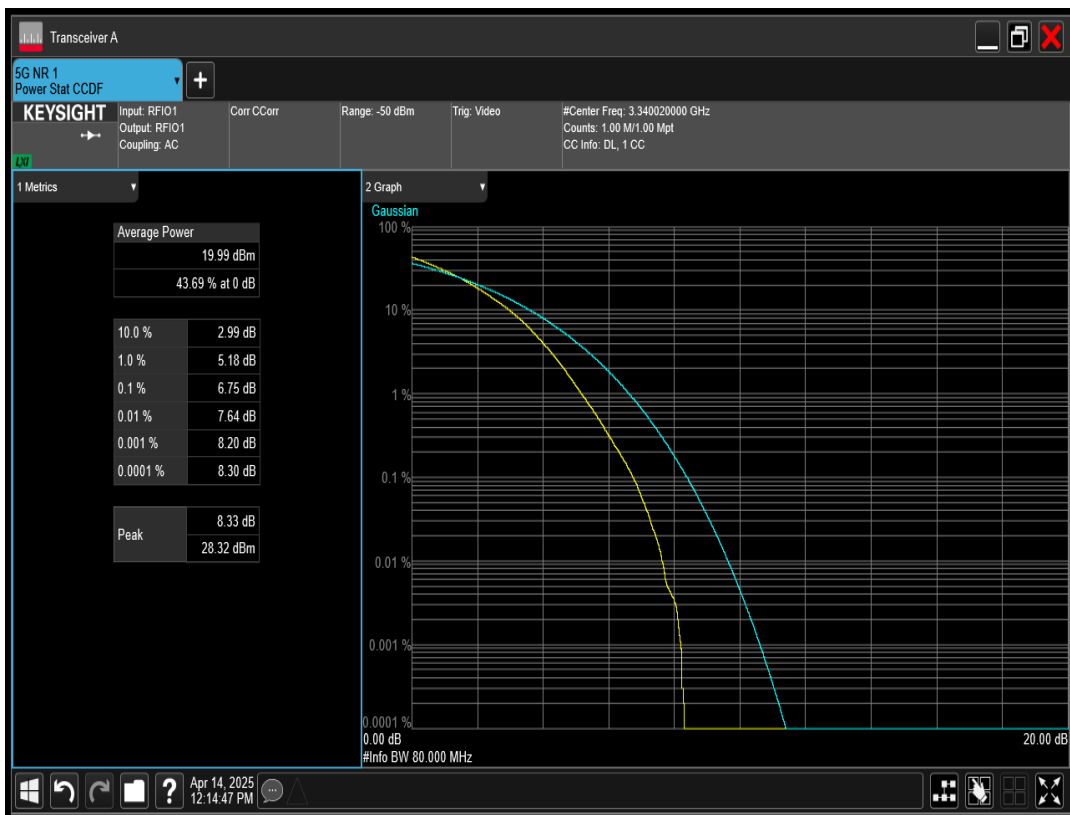 Transceiver A
5G NR 1
Power Stat CCDF
+
KEYSIGHT
LXI
Input: RFIO1
Output: RFIO1
Coupling: AC
Corr CCorr
Range: -50 dBm
Trig: Video
#Center Freq: 3.340020000 GHz
Counts: 1.00 M/1.00 Mpt
CC Info: DL, 1 CC
1 Metrics
Average Power
19.99 dBm
43.69 % at 0 dB
10.0 % 2.99 dB
1.0 % 5.18 dB
0.1 % 6.75 dB
0.01 % 7.64 dB
0.001 % 8.20 dB
0.0001 % 8.30 dB
Peak 8.33 dB
28.32 dBm
2 Graph
Gaussian
100 %
10 %
1 %
0.1 %
0.01 %
0.001 %
0.0001 %
0.00 dB 20.00 dB
#Info BW 80.000 MHz
?
Apr 14, 2025
12:14:47 PM